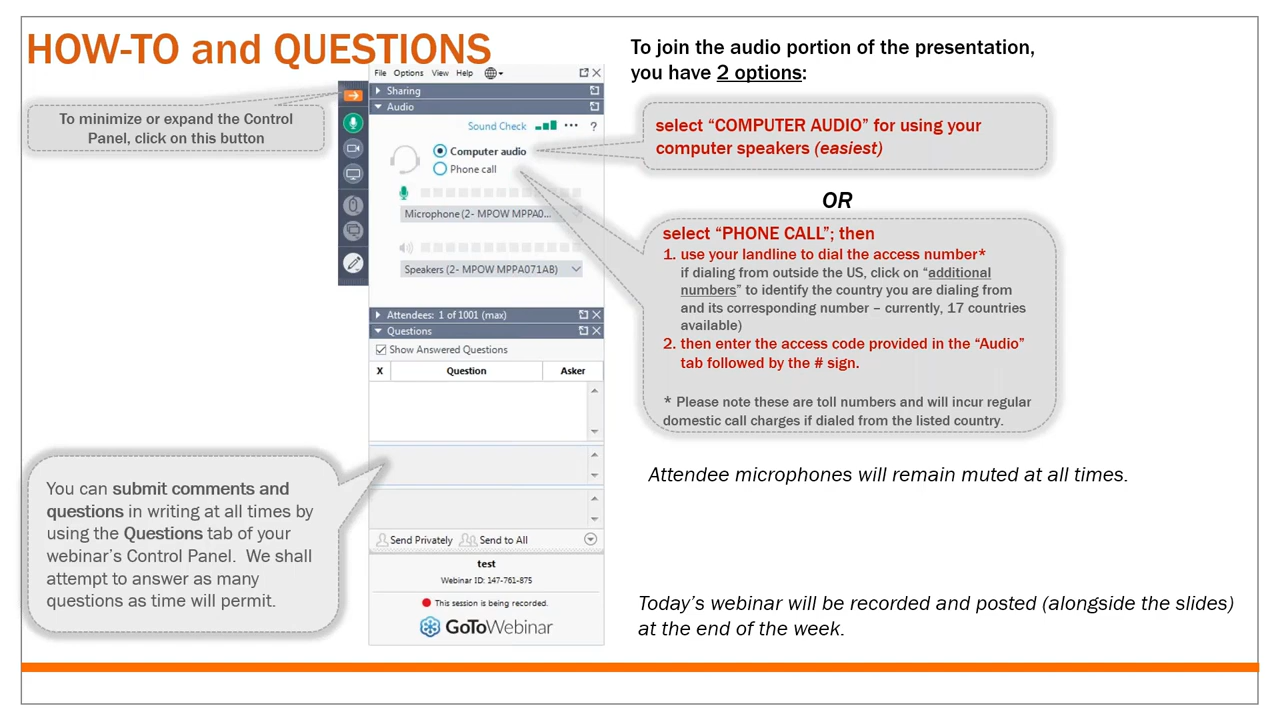 HOW-TO and QUESTIONS
To minimize or expand the Control
Panel, click on this button
File Options View Help
Sharing
Audio
Sound Check ... ?
Computer audio
Phone call
Microphone (2- MPOW MPPA0...
Speakers (2- MPOW MPPA071AB)
Attendees: 1 of 1001 (max)
Questions
Show Answered Questions
X Question Asker
Send Privately Send to All
test
Webinar ID: 147-761-875
This session is being recorded.
GoToWebinar
You can submit comments and
questions in writing at all times by
using the Questions tab of your
webinar's Control Panel. We shall
attempt to answer as many
questions as time will permit.
To join the audio portion of the presentation,
you have 2 options:
select “COMPUTER AUDIO” for using your
computer speakers (easiest)
OR
select “PHONE CALL”; then
1. use your landline to dial the access number*
if dialing from outside the US, click on “additional
numbers” to identify the country you are dialing from
and its corresponding number – currently, 17 countries
available)
2. then enter the access code provided in the “Audio”
tab followed by the # sign.
* Please note these are toll numbers and will incur regular
domestic call charges if dialed from the listed country.
Attendee microphones will remain muted at all times.
Today's webinar will be recorded and posted (alongside the slides)
at the end of the week.